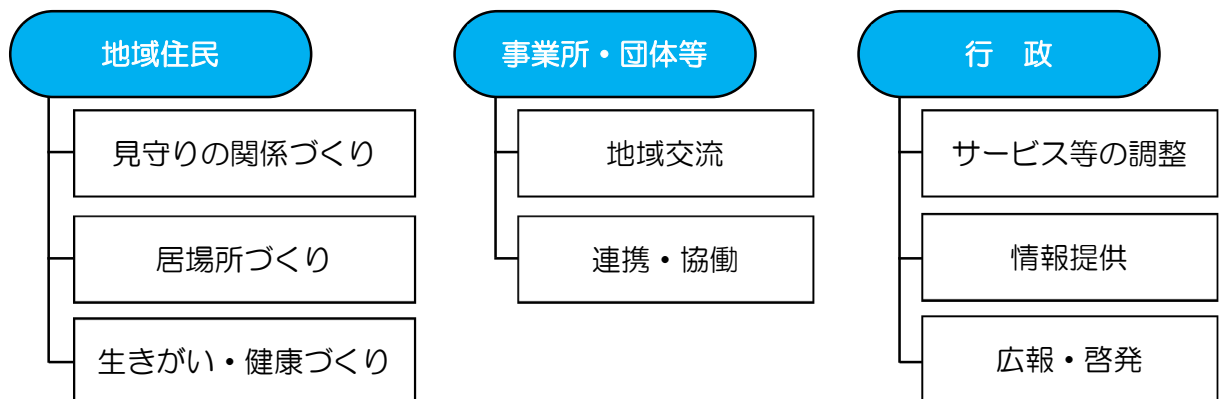 地域住民
見守りの関係づくり
居場所づくり
生きがい・健康づくり
事業所・団体等
地域交流
連携・協働
行　政
サービス等の調整
情報提供
広報・啓発